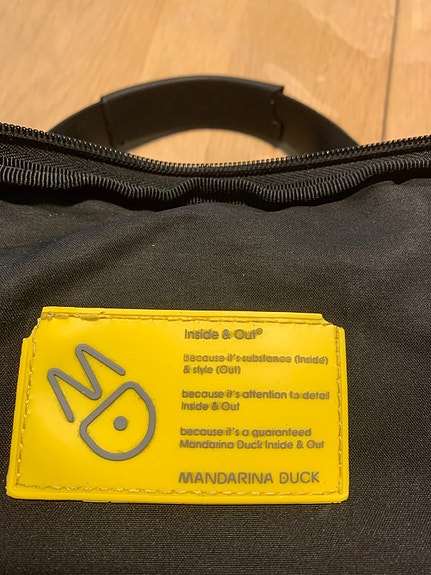 MD
Inside & Out®
Because it's substance (Inside)
& style (Out)
because it's attention to detail
Inside & Out
because it's a guaranteed
Mandarina Duck Inside & Out
MANDARINA DUCK